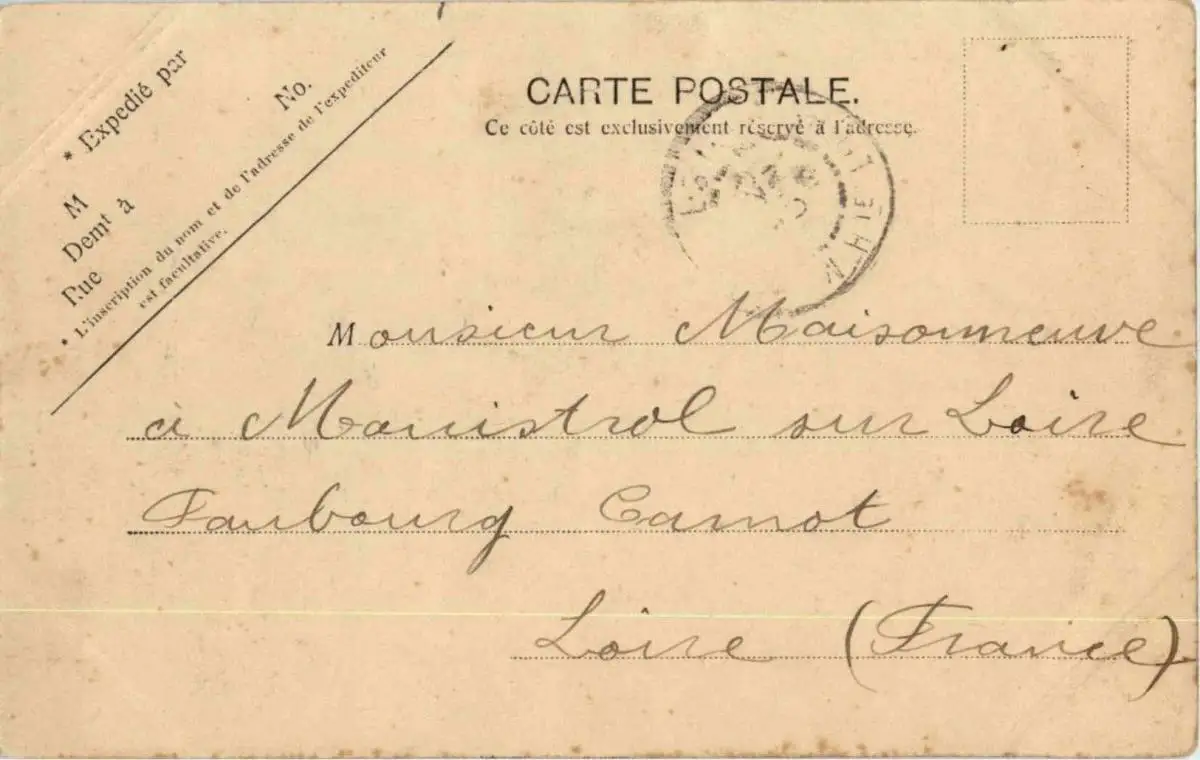 * Expedié par
No.
M
Demt à
Rue
* L'inscription du nom et de l'adresse de l'expediteur
est facultative.
CARTE POSTALE.
Ce côté est exclusivement réservé à l'adresse.
Monsieur Maisonneuve
à Monistrol sur Loire
Faubourg Carnot
Loire (France)